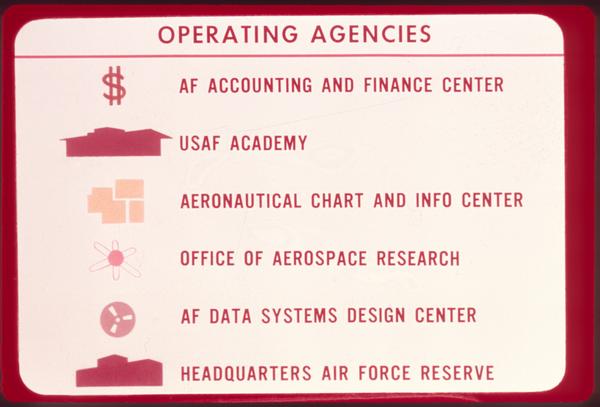 OPERATING AGENCIES
$
AF ACCOUNTING AND FINANCE CENTER
USAF ACADEMY
AERONAUTICAL CHART AND INFO CENTER
OFFICE OF AEROSPACE RESEARCH
AF DATA SYSTEMS DESIGN CENTER
HEADQUARTERS AIR FORCE RESERVE